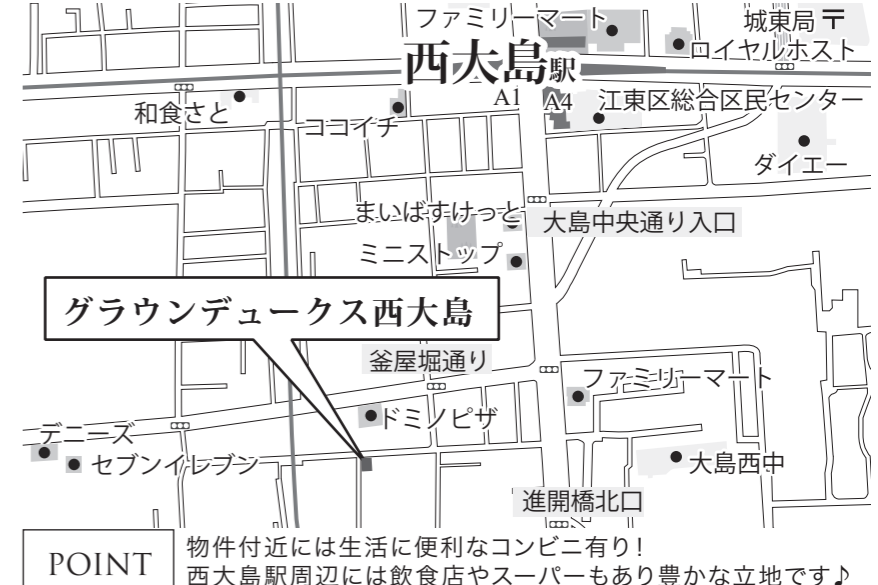 ファミリーマート
城東局〒
ロイヤルホスト
西大島駅
A1
A4
江東区総合区民センター
和食さと
ココイチ
ダイエー
まいばすけっと
大島中央通り入口
ミニストップ
グラウンデュークス西大島
釜屋堀通り
ファミリーマート
ドミノピザ
デニーズ
セブンイレブン
大島西中
進開橋北口
POINT
物件付近には生活に便利なコンビニ有り!
西大島駅周辺には飲食店やスーパーもあり豊かな立地です♪